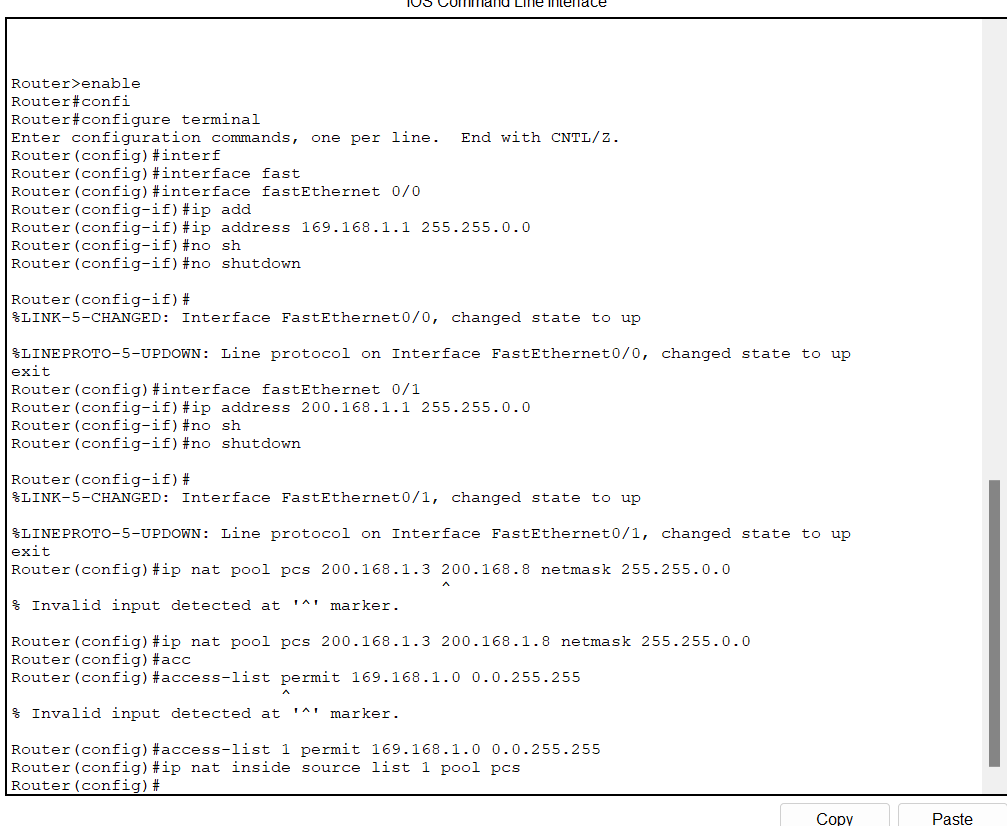 IOS Command Line Interface
Router>enable
Router#confi
Router#configure terminal
Enter configuration commands, one per line.  End with CNTL/Z.
Router(config)#interf
Router(config)#interface fast
Router(config)#interface fastEthernet 0/0
Router(config-if)#ip add
Router(config-if)#ip address 169.168.1.1 255.255.0.0
Router(config-if)#no sh
Router(config-if)#no shutdown
Router(config-if)#
%LINK-5-CHANGED: Interface FastEthernet0/0, changed state to up
%LINEPROTO-5-UPDOWN: Line protocol on Interface FastEthernet0/0, changed state to up
exit
Router(config)#interface fastEthernet 0/1
Router(config-if)#ip address 200.168.1.1 255.255.0.0
Router(config-if)#no sh
Router(config-if)#no shutdown
Router(config-if)#
%LINK-5-CHANGED: Interface FastEthernet0/1, changed state to up
%LINEPROTO-5-UPDOWN: Line protocol on Interface FastEthernet0/1, changed state to up
exit
Router(config)#ip nat pool pcs 200.168.1.3 200.168.8 netmask 255.255.0.0
^
% Invalid input detected at '^' marker.
Router(config)#ip nat pool pcs 200.168.1.3 200.168.1.8 netmask 255.255.0.0
Router(config)#acc
Router(config)#access-list permit 169.168.1.0 0.0.255.255
^
% Invalid input detected at '^' marker.
Router(config)#access-list 1 permit 169.168.1.0 0.0.255.255
Router(config)#ip nat inside source list 1 pool pcs
Router(config)#
Copy
Paste